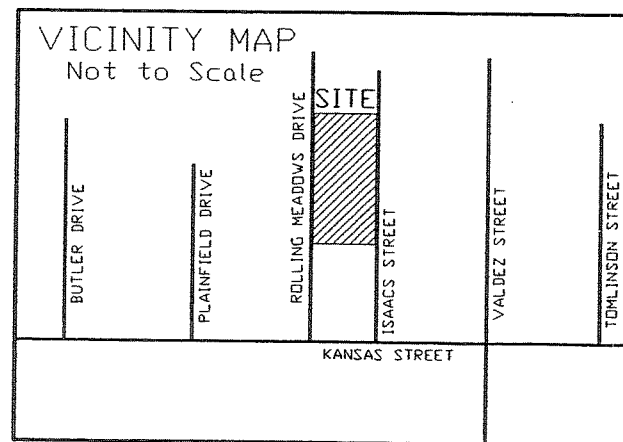 VICINITY MAP
Not to Scale
SITE
BUTLER DRIVE
PLAINFIELD DRIVE
ROLLING MEADOWS DRIVE
ISAACS STREET
VALDEZ STREET
TOMLINSON STREET
KANSAS STREET